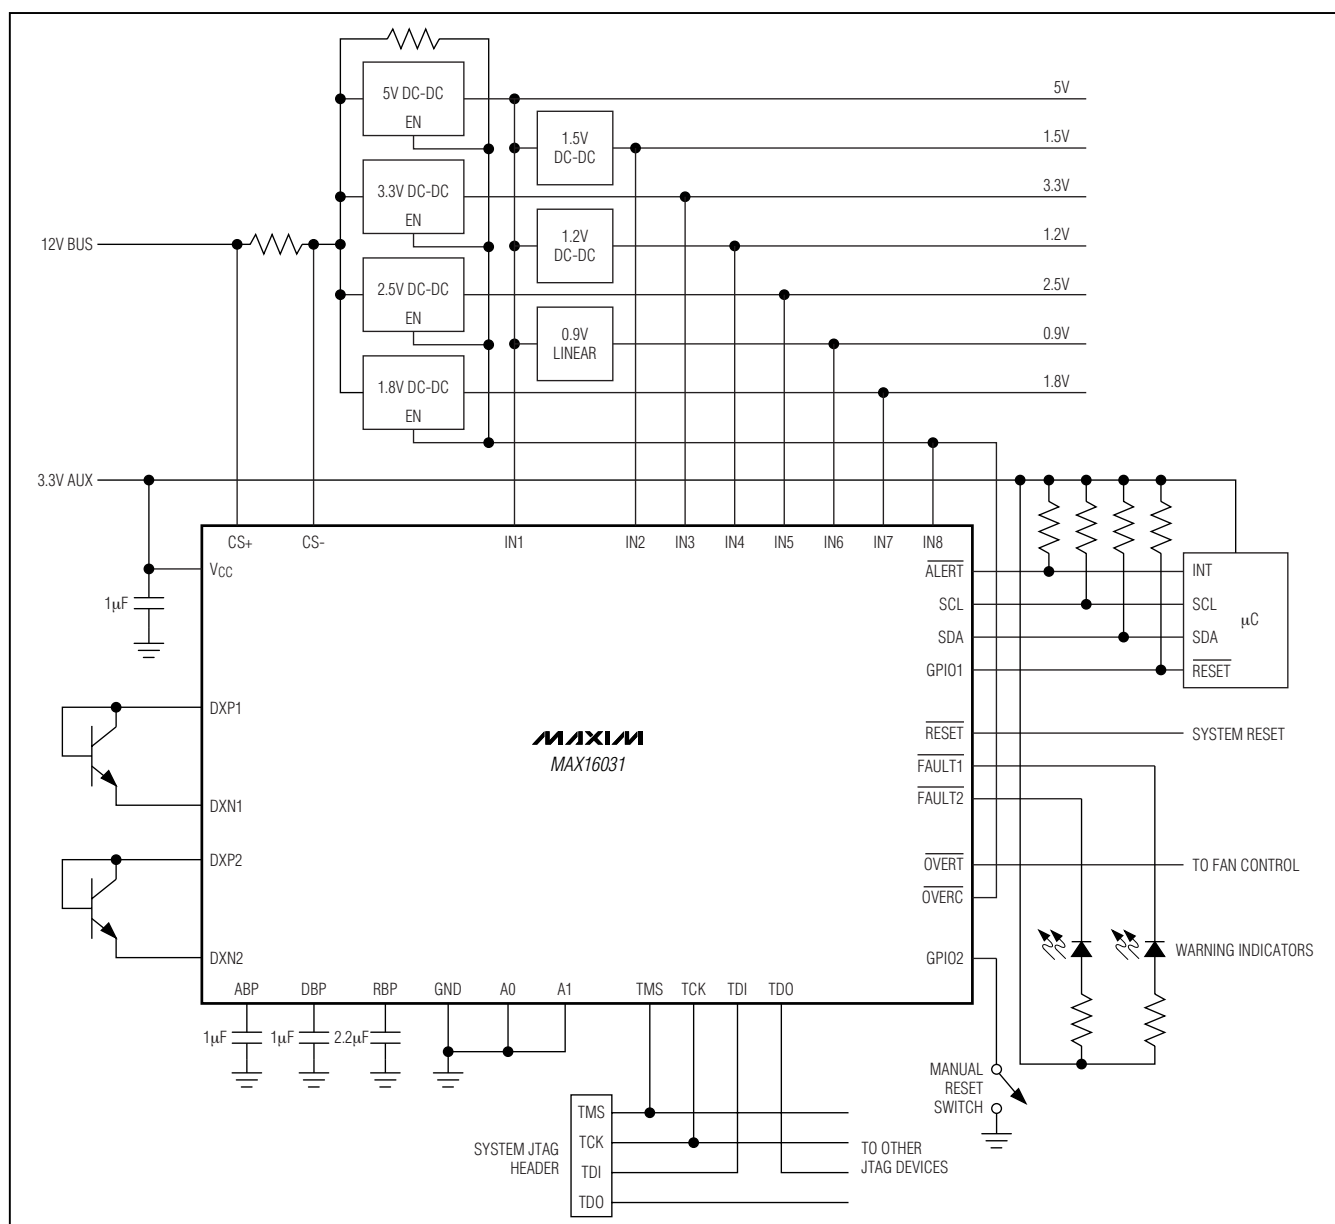 5V DC-DC
EN
5V
1.5V
DC-DC
1.5V
3.3V DC-DC
EN
3.3V
12V BUS
1.2V
DC-DC
1.2V
2.5V DC-DC
EN
2.5V
0.9V
LINEAR
0.9V
1.8V DC-DC
EN
1.8V
3.3V AUX
CS+
CS-
IN1
IN2
IN3
IN4
IN5
IN6
IN7
IN8
VCC
1µF
ALERT
INT
SCL
SCL
µC
SDA
SDA
GPIO1
RESET
DXP1
MAXIM
MAX16031
RESET
SYSTEM RESET
FAULT1
DXN1
FAULT2
DXP2
OVERT
TO FAN CONTROL
OVERC
DXN2
GPIO2
WARNING INDICATORS
ABP
DBP
RBP
GND
A0
A1
TMS
TCK
TDI
TDO
1µF
1µF
2.2µF
MANUAL
RESET
SWITCH
SYSTEM JTAG
HEADER
TMS
TCK
TDI
TDO
TO OTHER
JTAG DEVICES